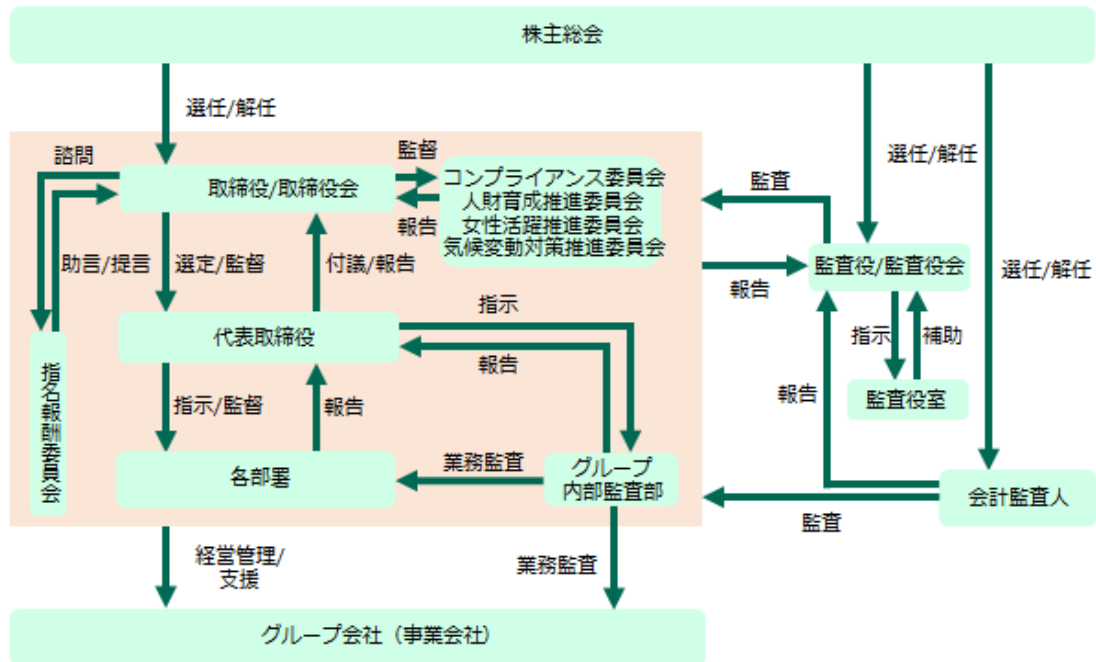 株主総会
選任/解任
選任/解任
選任/解任
諮問
取締役/取締役会
監督
報告
コンプライアンス委員会
人財育成推進委員会
女性活躍推進委員会
気候変動対策推進委員会
監査
報告
監査役/監査役会
助言/提言
選定/監督
付議/報告
代表取締役
指示
報告
指示
補助
監査役室
報告
指名報酬委員会
指示/監督
報告
各部署
業務監査
グループ
内部監査部
監査
会計監査人
経営管理/
支援
業務監査
グループ会社（事業会社）